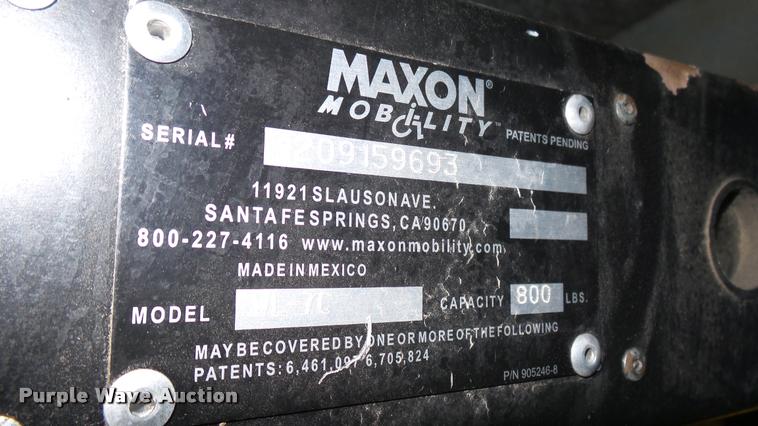 MAXON®
MOBILITY™
PATENTS PENDING
SERIAL# 209159693
11921 SLAUSON AVE.
SANTA FE SPRINGS, CA 90670
800-227-4116 www.maxonmobility.com
MADE IN MEXICO
MODEL
CAPACITY 800 LBS.
MAY BE COVERED BY ONE OR MORE OF THE FOLLOWING
PATENTS: 6,461,097 6,705,824
P/N 905246-8
Purple Wave Auction